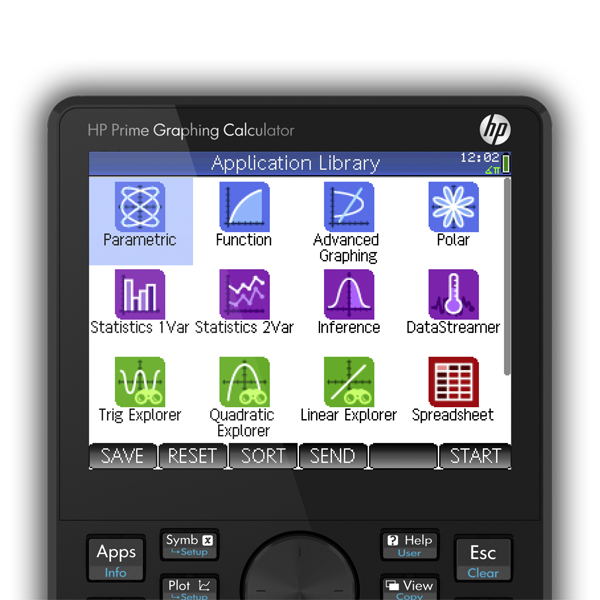 HP Prime Graphing Calculator
hp
Application Library
12:02
∡π
Parametric
Function
Advanced
Graphing
Polar
Statistics 1Var
Statistics 2Var
Inference
DataStreamer
Trig Explorer
Quadratic
Explorer
Linear Explorer
Spreadsheet
SAVE
RESET
SORT
SEND
START
Apps
Info
Symb
↪Setup
Plot
↪Setup
? Help
User
View
Copy
Esc
Clear